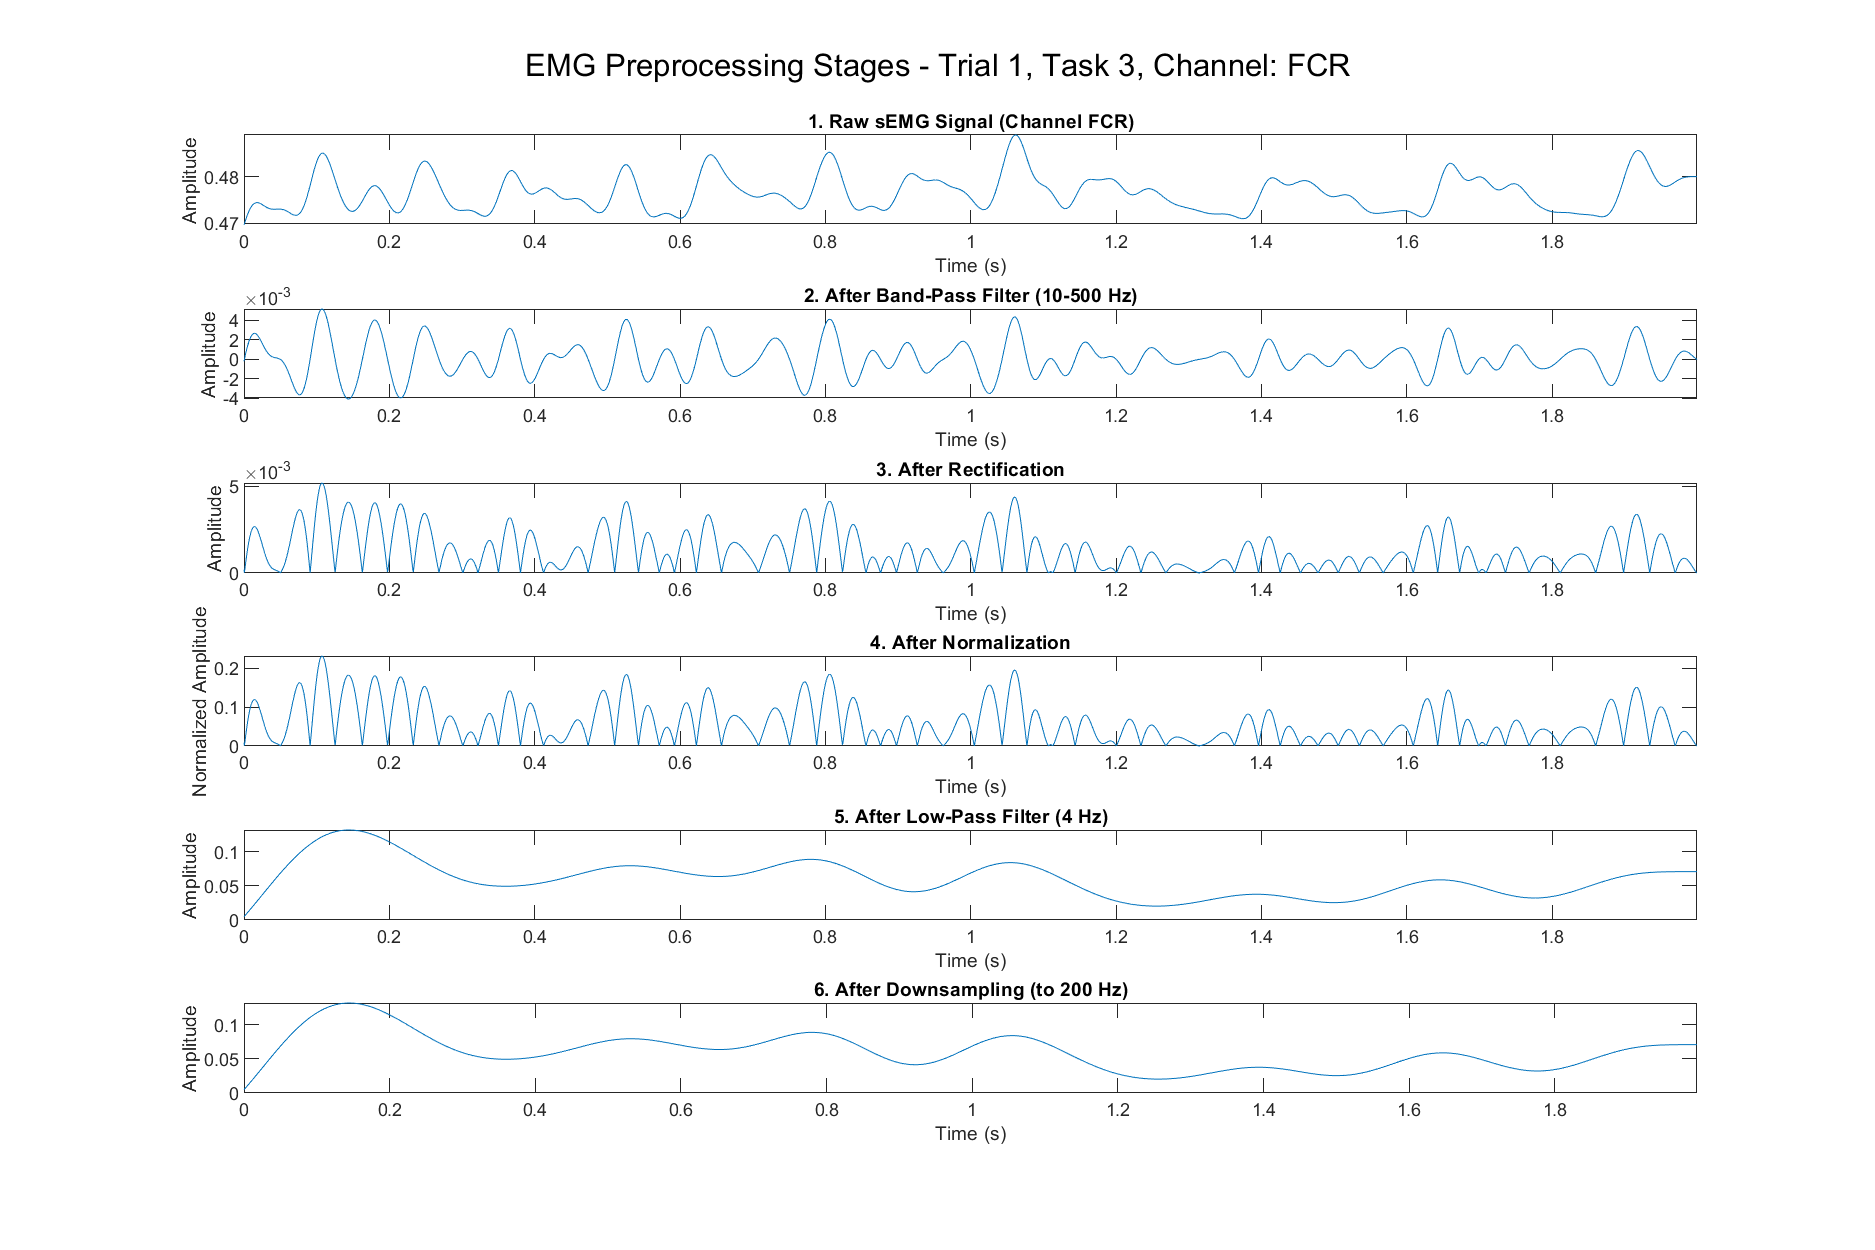 EMG Preprocessing Stages - Trial 1, Task 3, Channel: FCR
1. Raw sEMG Signal (Channel FCR)
Amplitude
0.48
0.47
0 0.2 0.4 0.6 0.8 1 1.2 1.4 1.6 1.8
Time (s)
2. After Band-Pass Filter (10-500 Hz)
×10-3
Amplitude
4
2
0
-2
-4
0 0.2 0.4 0.6 0.8 1 1.2 1.4 1.6 1.8
Time (s)
3. After Rectification
×10-3
Amplitude
5
0
0 0.2 0.4 0.6 0.8 1 1.2 1.4 1.6 1.8
Time (s)
4. After Normalization
Normalized Amplitude
0.2
0.1
0
0 0.2 0.4 0.6 0.8 1 1.2 1.4 1.6 1.8
Time (s)
5. After Low-Pass Filter (4 Hz)
Amplitude
0.1
0.05
0
0 0.2 0.4 0.6 0.8 1 1.2 1.4 1.6 1.8
Time (s)
6. After Downsampling (to 200 Hz)
Amplitude
0.1
0.05
0
0 0.2 0.4 0.6 0.8 1 1.2 1.4 1.6 1.8
Time (s)